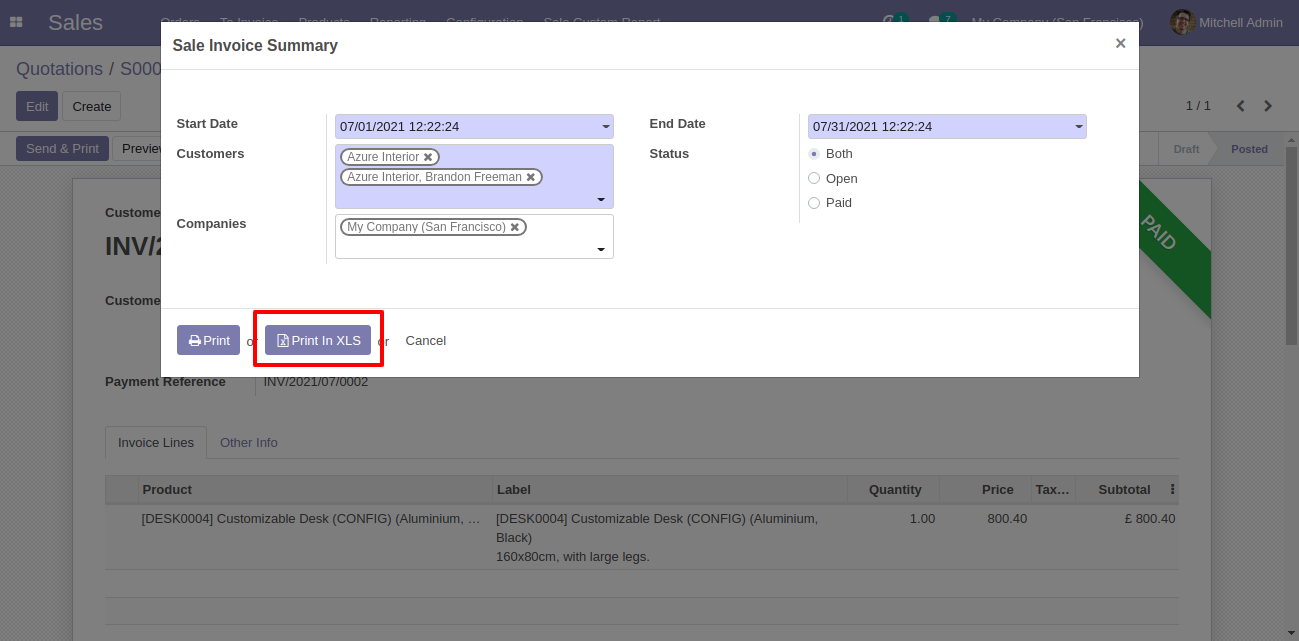 Sales Orders To Invoice Products Reporting Configuration Sale Custom Report 1 7 My Company (San Francisco) Mitchell Admin
Sale Invoice Summary ×
Quotations / S000
Edit Create 1 / 1
Send & Print Preview Draft Posted
Start Date 07/01/2021 12:22:24 End Date 07/31/2021 12:22:24
Customers Azure Interior Status Both
Azure Interior, Brandon Freeman Open
Paid
Companies My Company (San Francisco)
Custome
INV/2
PAID
Custome
Print or Print In XLS or Cancel
Payment Reference INV/2021/07/0002
Invoice Lines Other Info
Product Label Quantity Price Tax... Subtotal
[DESK0004] Customizable Desk (CONFIG) (Aluminium, ... [DESK0004] Customizable Desk (CONFIG) (Aluminium, 1.00 800.40 £ 800.40
Black)
160x80cm, with large legs.